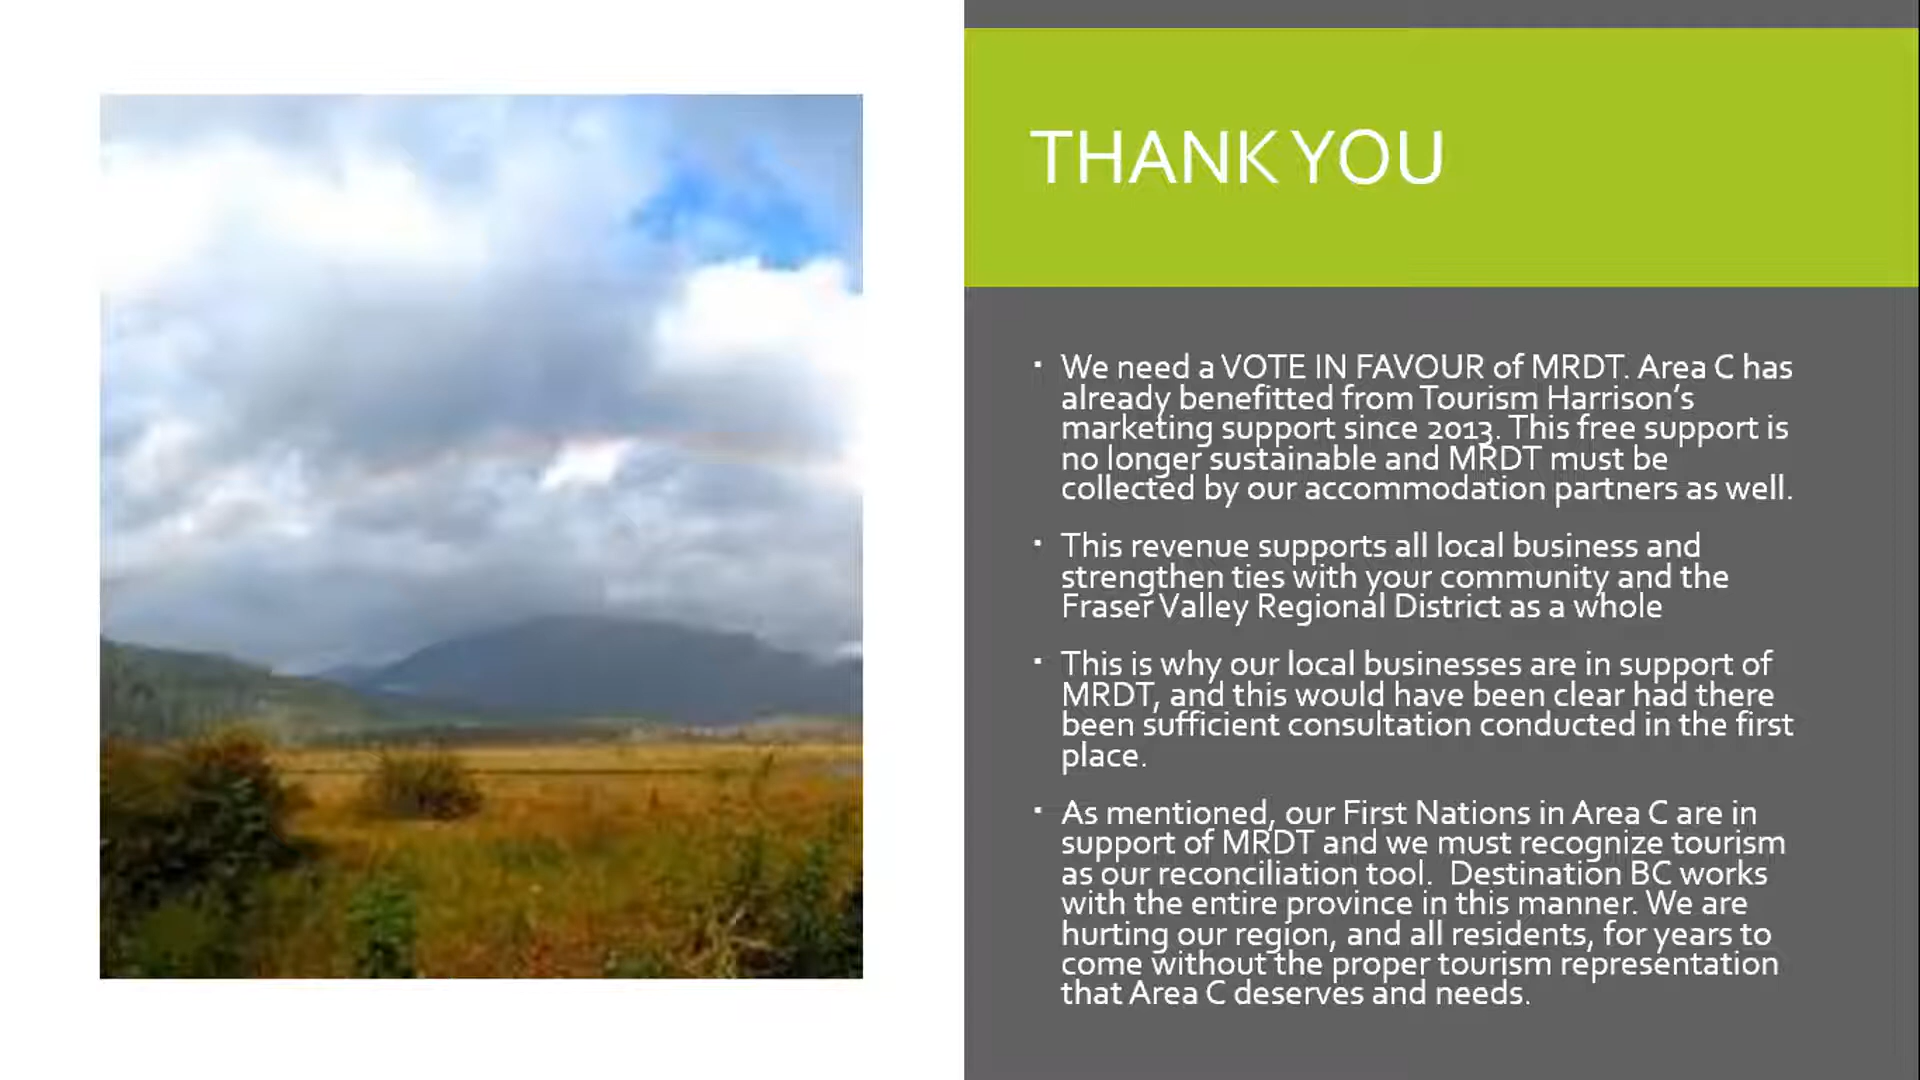 THANK YOU
▪ We need a VOTE IN FAVOUR of MRDT. Area C has
already benefitted from Tourism Harrison’s
marketing support since 2013. This free support is
no longer sustainable and MRDT must be
collected by our accommodation partners as well.
▪ This revenue supports all local business and
strengthen ties with your community and the
Fraser Valley Regional District as a whole
▪ This is why our local businesses are in support of
MRDT, and this would have been clear had there
been sufficient consultation conducted in the first
place.
▪ As mentioned, our First Nations in Area C are in
support of MRDT and we must recognize tourism
as our reconciliation tool.  Destination BC works
with the entire province in this manner. We are
hurting our region, and all residents, for years to
come without the proper tourism representation
that Area C deserves and needs.